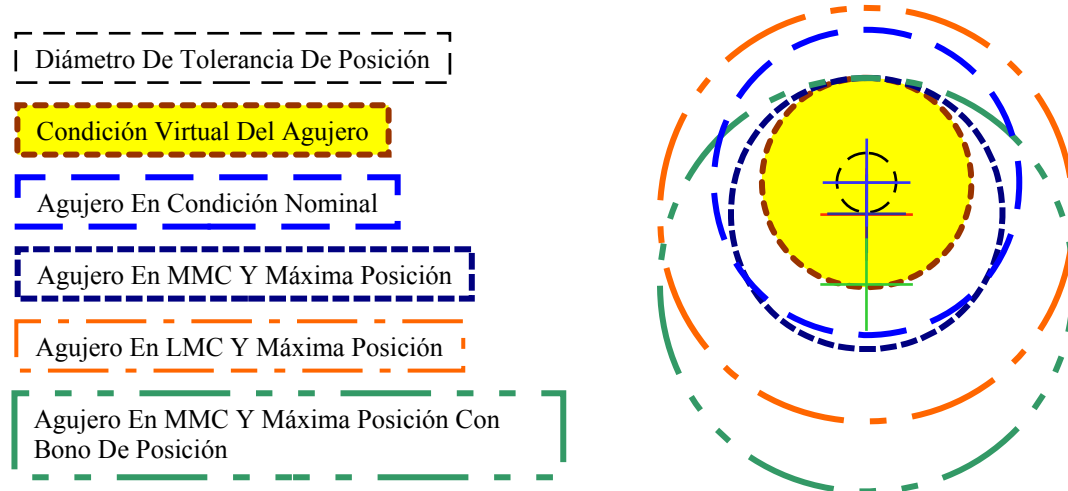 Diámetro De Tolerancia De Posición
Condición Virtual Del Agujero
Agujero En Condición Nominal
Agujero En MMC Y Máxima Posición
Agujero En LMC Y Máxima Posición
Agujero En MMC Y Máxima Posición Con
Bono De Posición